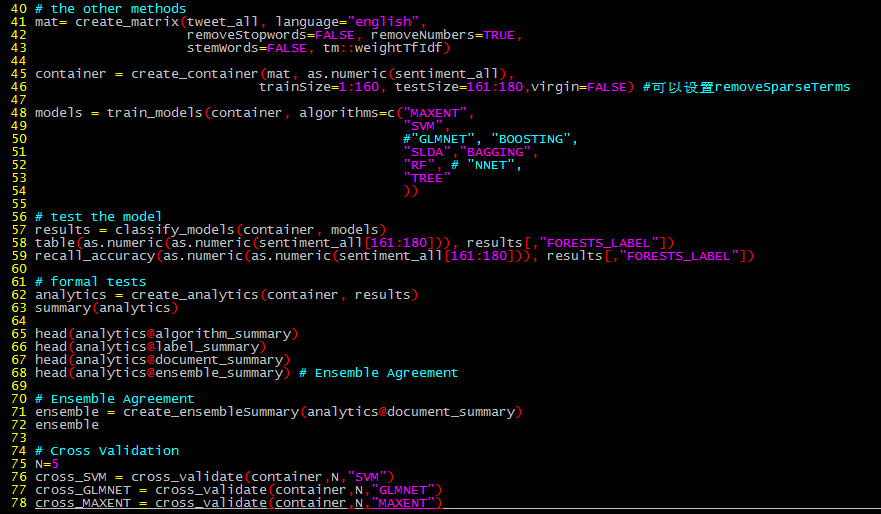 40 # the other methods
41 mat= create_matrix(tweet_all, language="english",
42                    removeStopwords=FALSE, removeNumbers=TRUE,
43                    stemWords=FALSE, tm::weightTfIdf)
44
45 container = create_container(mat, as.numeric(sentiment_all),
46                             trainSize=1:160, testSize=161:180,virgin=FALSE) #可以设置removeSparseTerms
47
48 models = train_models(container, algorithms=c("MAXENT",
49                                               "SVM",
50                                               #"GLMNET", "BOOSTING",
51                                               "SLDA","BAGGING",
52                                               "RF", # "NNET",
53                                               "TREE"
54                                               ))
55
56 # test the model
57 results = classify_models(container, models)
58 table(as.numeric(as.numeric(sentiment_all[161:180])), results[,"FORESTS_LABEL"])
59 recall_accuracy(as.numeric(as.numeric(sentiment_all[161:180])), results[,"FORESTS_LABEL"])
60
61 # formal tests
62 analytics = create_analytics(container, results)
63 summary(analytics)
64
65 head(analytics@algorithm_summary)
66 head(analytics@label_summary)
67 head(analytics@document_summary)
68 head(analytics@ensemble_summary) # Ensemble Agreement
69
70 # Ensemble Agreement
71 ensemble = create_ensembleSummary(analytics@document_summary)
72 ensemble
73
74 # Cross Validation
75 N=5
76 cross_SVM = cross_validate(container,N,"SVM")
77 cross_GLMNET = cross_validate(container,N,"GLMNET")
78 cross_MAXENT = cross_validate(container,N,"MAXENT")